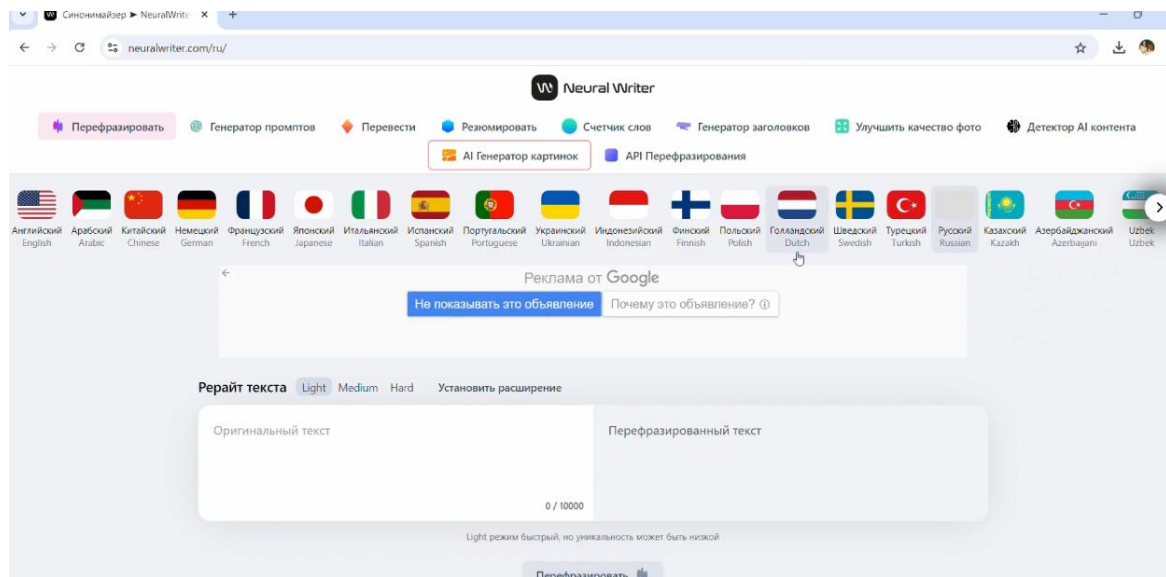 Синонимайзер ➤ NeuralWrite
neuralwriter.com/ru/
Neural Writer
Перефразировать Генератор промптов Перевести Резюмировать Счетчик слов Генератор заголовков Улучшить качество фото Детектор AI контента
AI Генератор картинок API Перефразирования
Английский Арабский Китайский Немецкий Французский Японский Итальянский Испанский Португальский Украинский Индонезийский Финский Польский Голландский Шведский Турецкий Русский Казахский Азербайджанский Uzbek
English Arabic Chinese German French Japanese Italian Spanish Portuguese Ukrainian Indonesian Finnish Polish Dutch Swedish Turkish Russian Kazakh Azerbaijani Uzbek
Реклама от Google
Не показывать это объявление Почему это объявление?
Рерайт текста Light Medium Hard Установить расширение
Оригинальный текст Перефразированный текст
0 / 10000
Light режим быстрый, но уникальность может быть низкой
Перефразировать